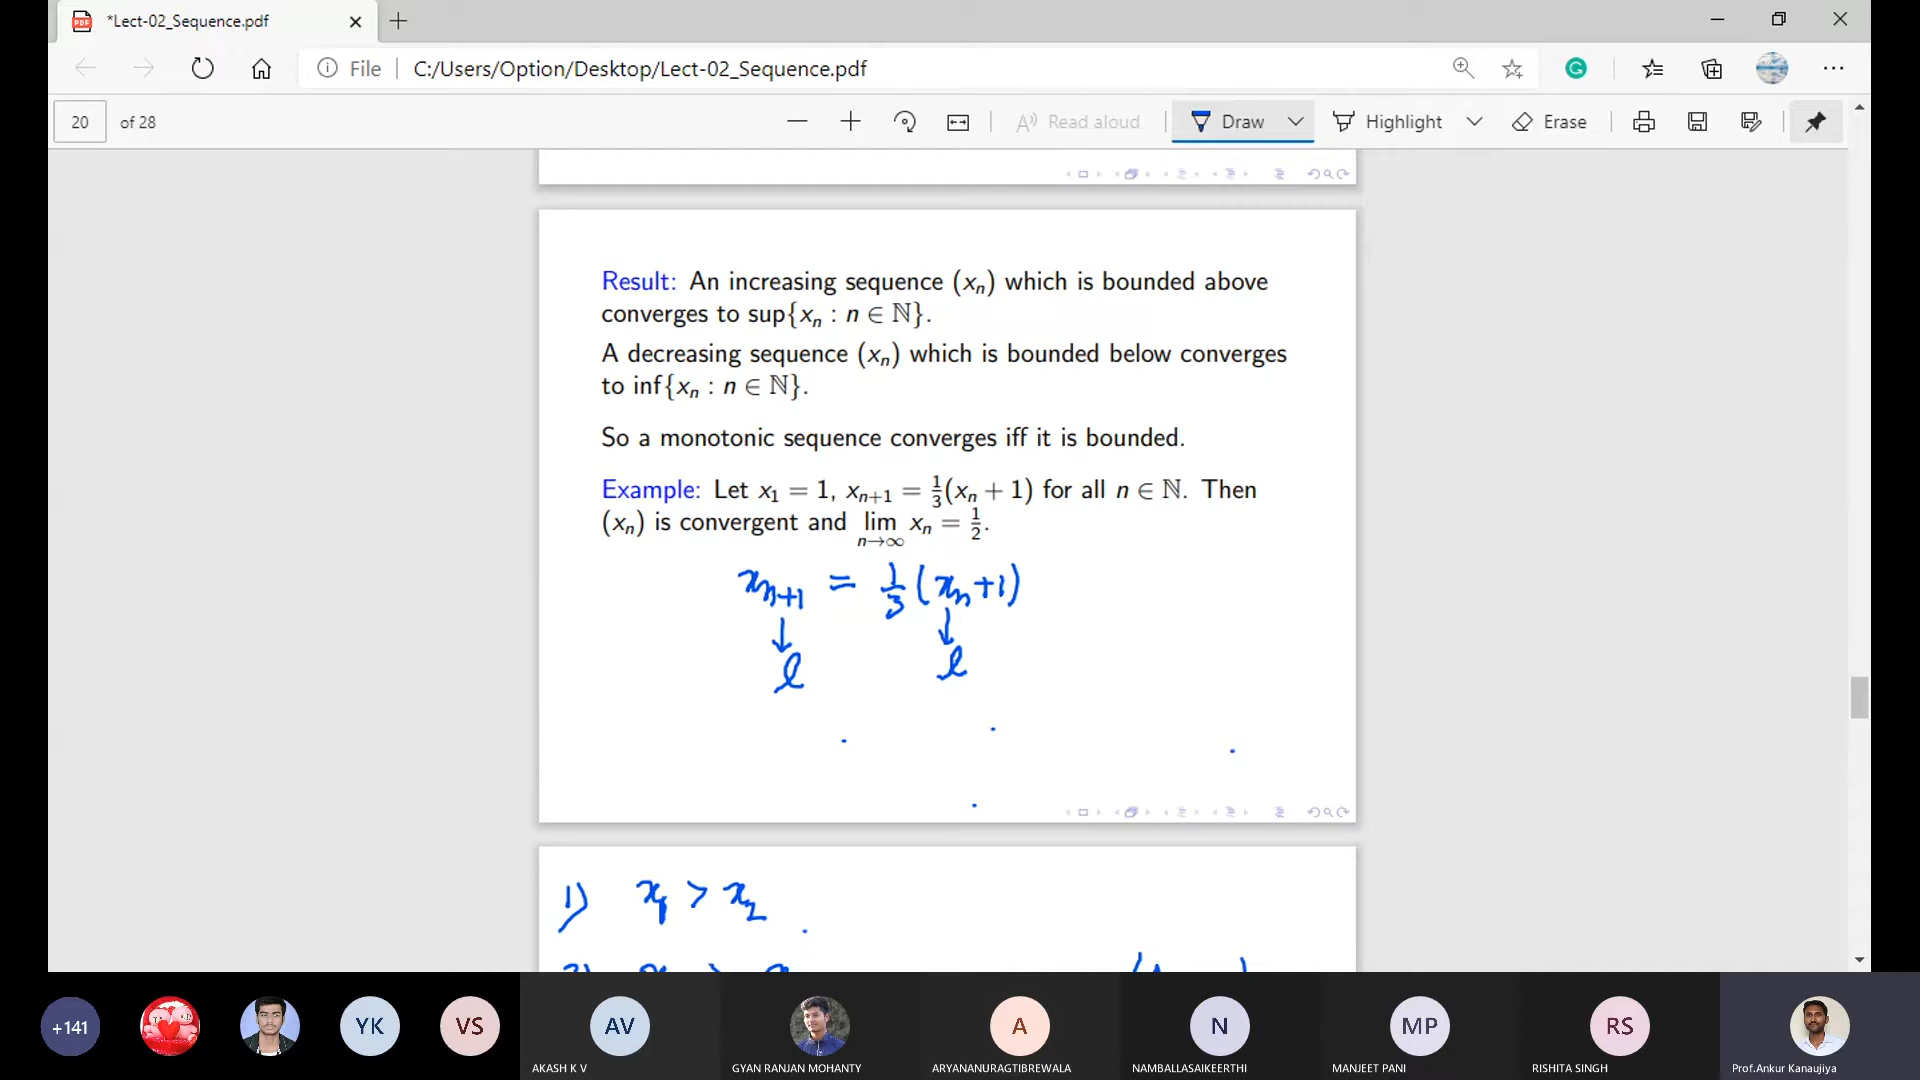 *Lect-02_Sequence.pdf
File C:/Users/Option/Desktop/Lect-02_Sequence.pdf
20 of 28 Read aloud Draw Highlight Erase
Result: An increasing sequence (xₙ) which is bounded above
converges to sup{xₙ : n ∈ ℕ}.
A decreasing sequence (xₙ) which is bounded below converges
to inf{xₙ : n ∈ ℕ}.
So a monotonic sequence converges iff it is bounded.
Example: Let x₁ = 1, xₙ₊₁ = 1/3(xₙ + 1) for all n ∈ ℕ. Then
(xₙ) is convergent and lim n→∞ xₙ = 1/2.
xₙ₊₁ = 1/3 (xₙ+1)
↓ ↓
l l
1) x₁ > x₂
+141 YK VS AV A N MP RS
AKASH K V GYAN RANJAN MOHANTY ARYANANURAGTIBREWALA NAMBALLASAIKEERTHI MANJEET PANI RISHITA SINGH Prof.Ankur Kanaujiya